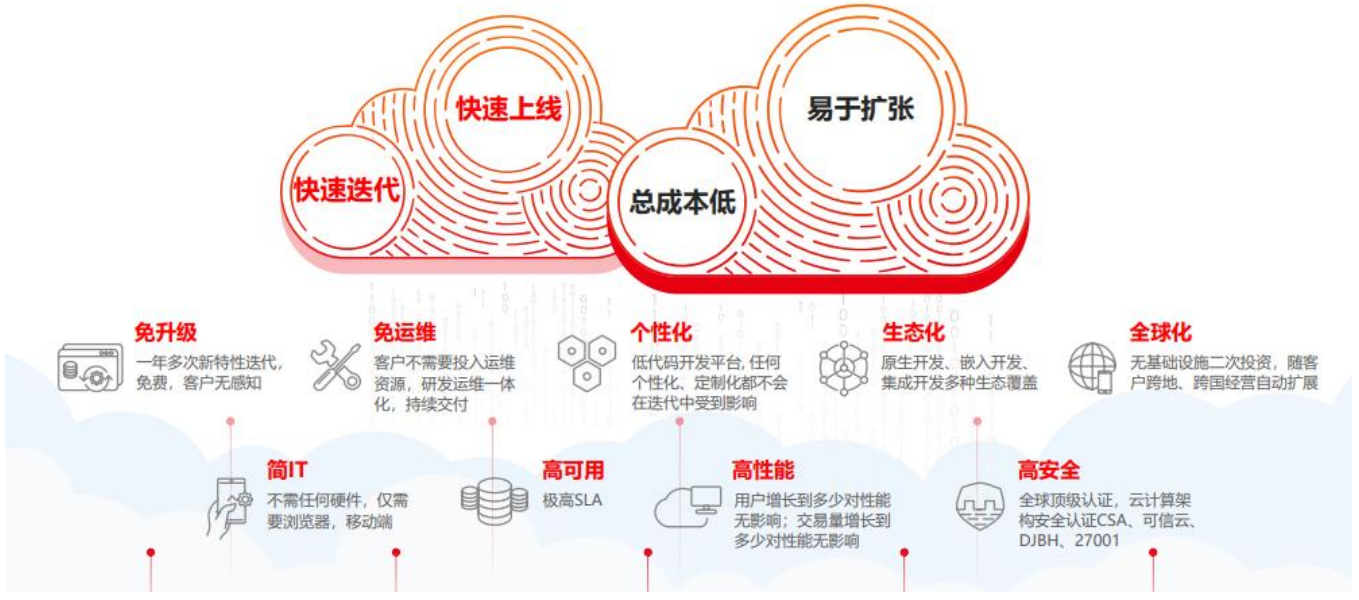 快速上线
易于扩张
快速迭代
总成本低
免升级
一年多次新特性迭代，
免费，客户无感知
免运维
客户不需要投入运维
资源，研发运维一体
化，持续交付
个性化
低代码开发平台, 任何
个性化、定制化都不会
在迭代中受到影响
生态化
原生开发、嵌入开发、
集成开发多种生态覆盖
全球化
无基础设施二次投资，随客
户跨地、跨国经营自动扩展
简IT
不需任何硬件，仅需
要浏览器，移动端
高可用
极高SLA
高性能
用户增长到多少对性能
无影响；交易量增长到
多少对性能无影响
高安全
全球顶级认证，云计算架
构安全认证CSA、可信云、
DJBH、27001